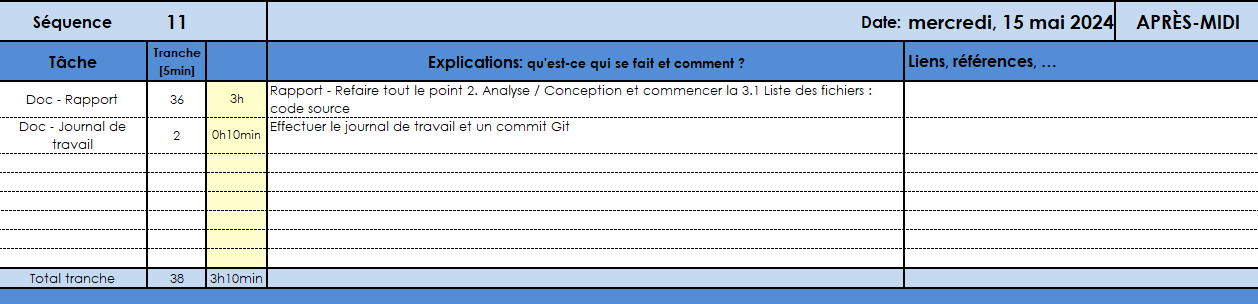 Séquence 11 Date: mercredi, 15 mai 2024 APRÈS-MIDI
Tâche Tranche [5min] Explications: qu'est-ce qui se fait et comment ? Liens, références, ...
Doc - Rapport 36 3h Rapport - Refaire tout le point 2. Analyse / Conception et commencer la 3.1 Liste des fichiers :
code source
Doc - Journal de
travail 2 0h10min Effectuer le journal de travail et un commit Git
Total tranche 38 3h10min